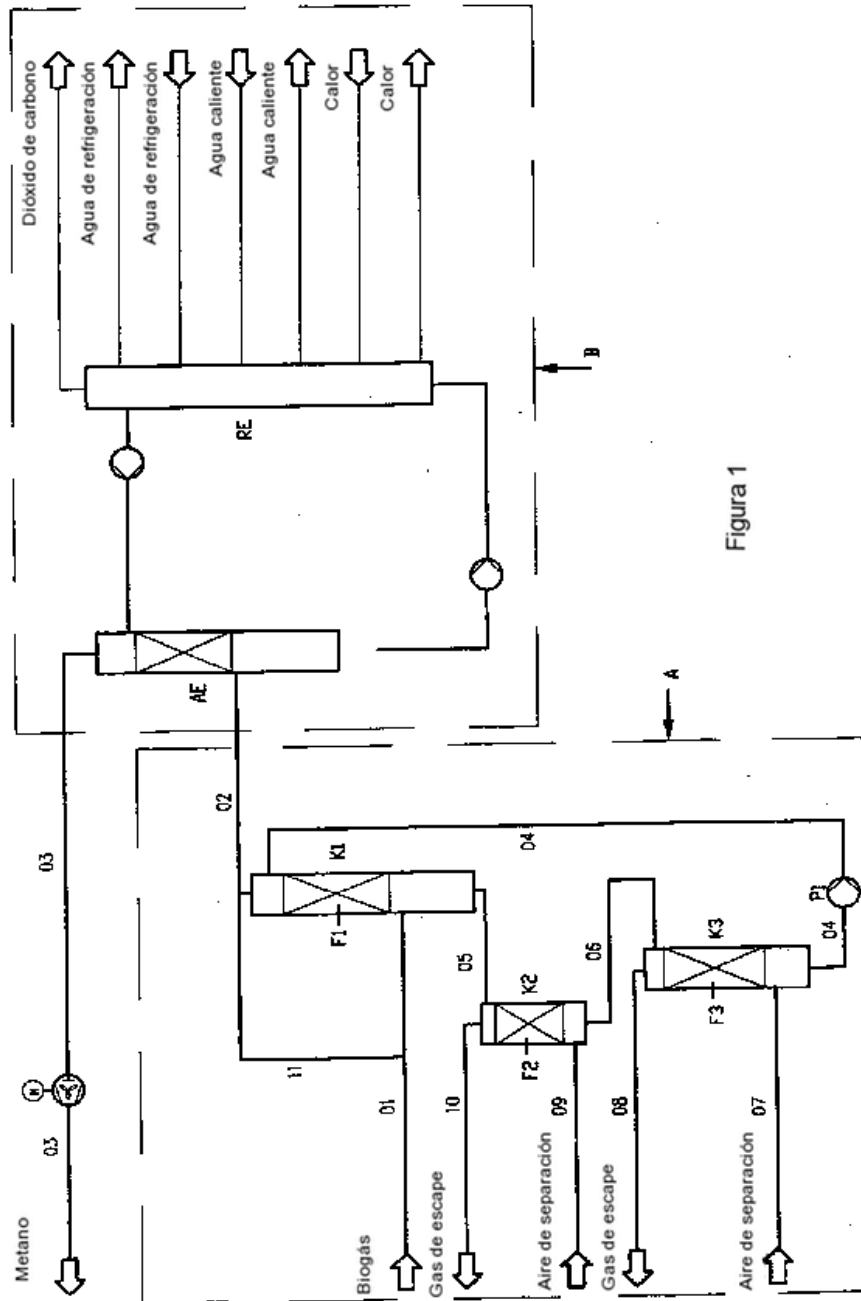 Dióxido de carbono
Agua de refrigeración
Agua de refrigración
Agua caliente
Agua caliente
Calor
Calor
RE
B
AE
A
Figura 1
03
02
04
K1
F1
05
06
K2
F2
K3
F3
P1
04
11
M
03
01
10
09
08
07
Metano
Biogás
Gas de escape
Aire de separación
Gas de escape
Aire de separación